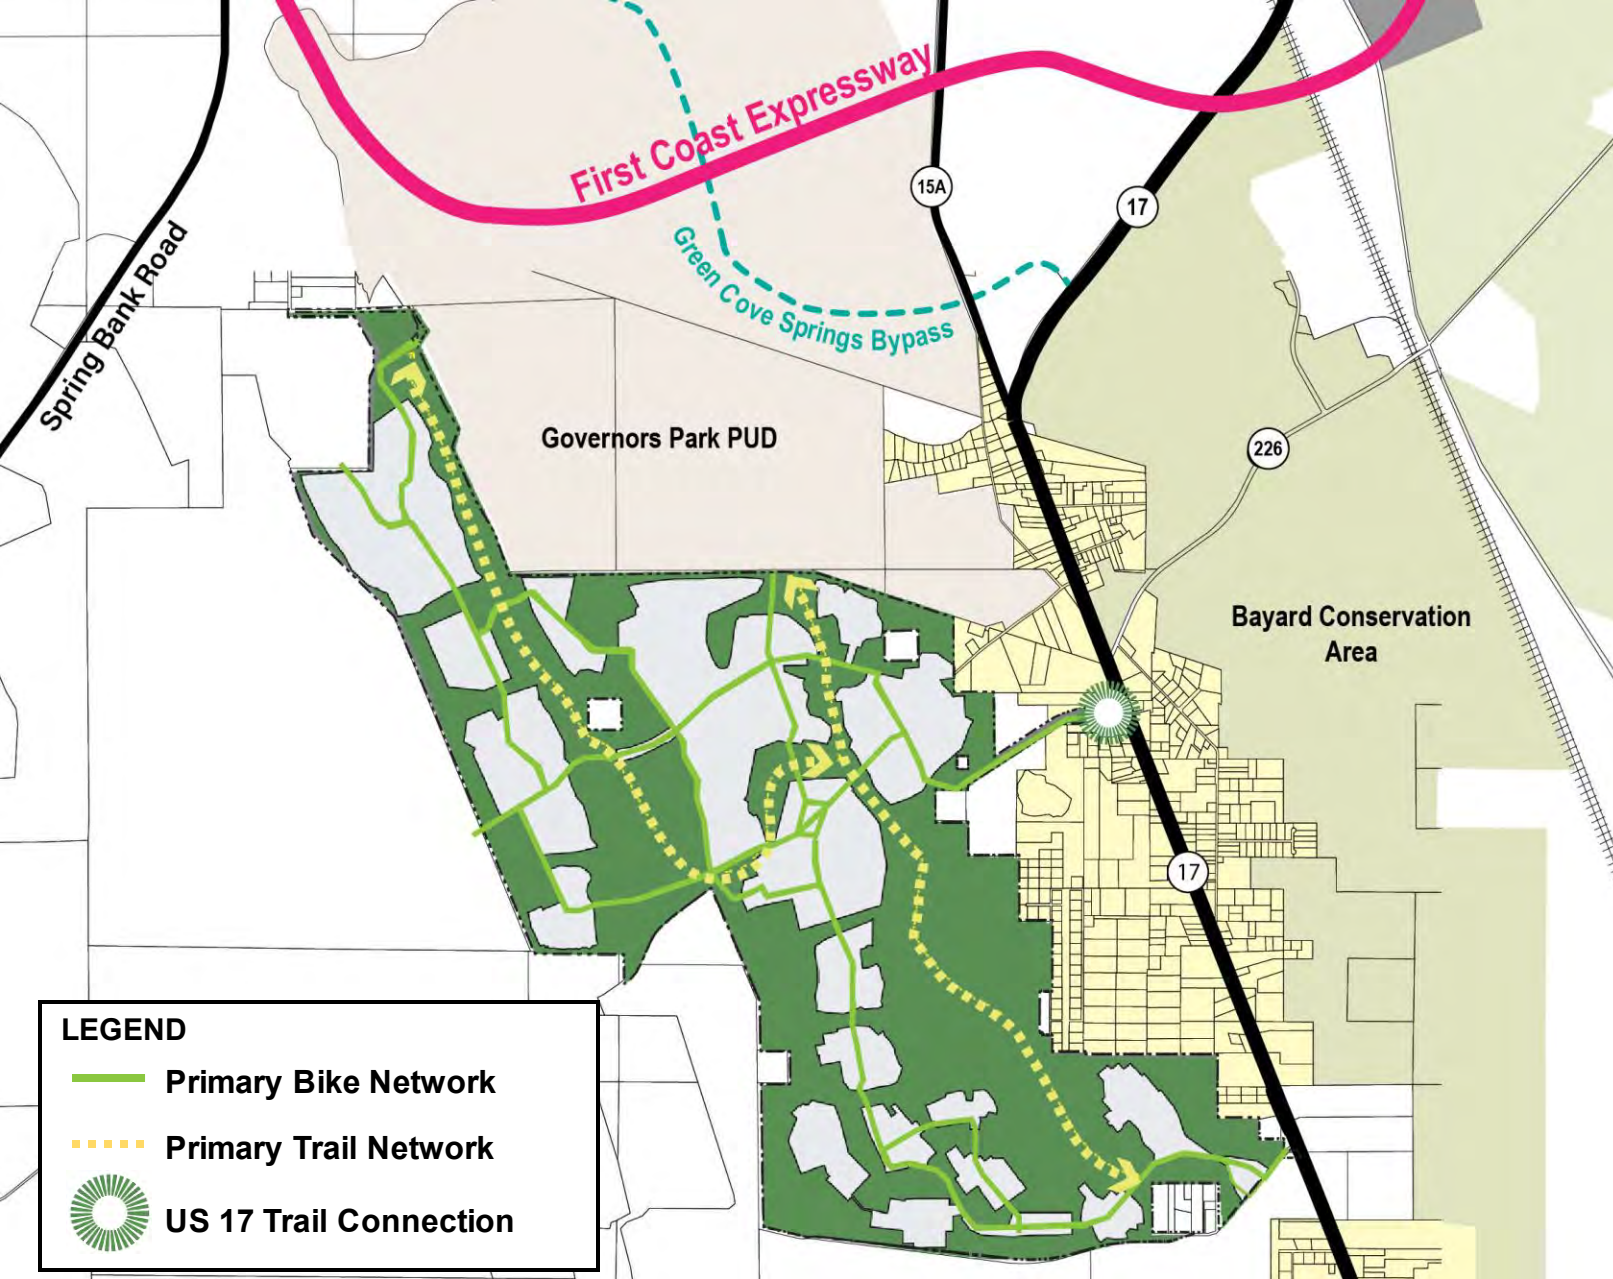 First Coast Expressway
15A
17
Green Cove Springs Bypass
Spring Bank Road
Governors Park PUD
226
Bayard Conservation
Area
17
LEGEND
Primary Bike Network
Primary Trail Network
US 17 Trail Connection